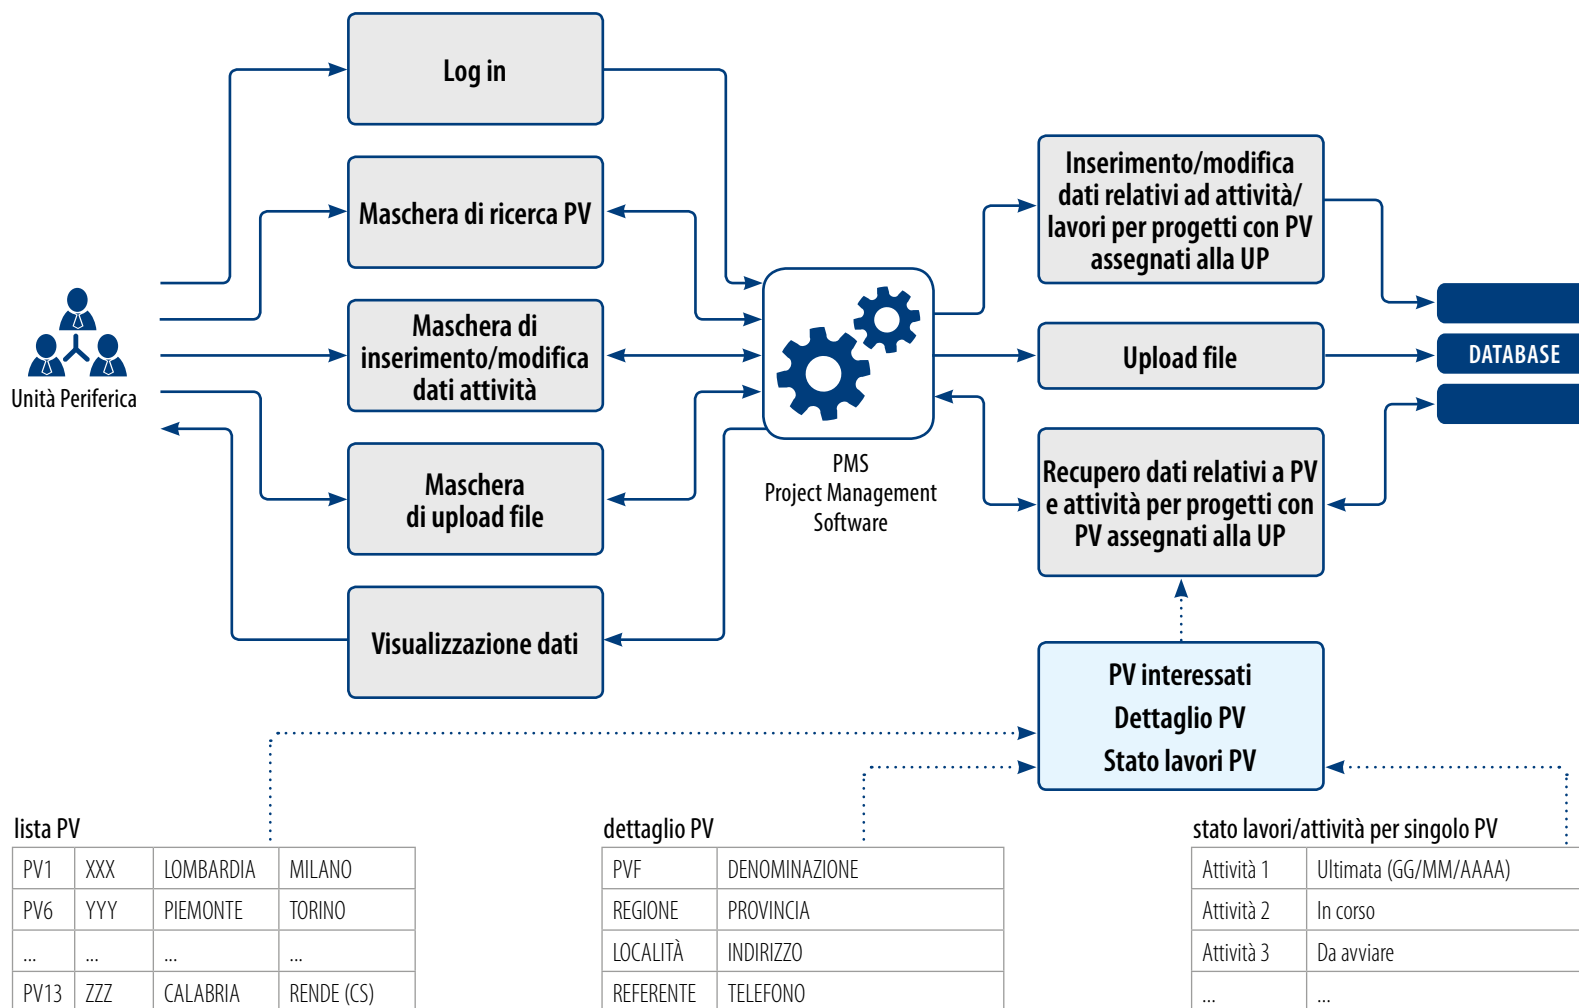 Log in
Maschera di ricerca PV
Maschera di
inserimento/modifica
dati attività
Maschera
di upload file
Visualizzazione dati
Unità Periferica
PMS
Project Management
Software
Inserimento/modifica
dati relativi ad attività/
lavori per progetti con PV
assegnati alla UP
Upload file
Recupero dati relativi a PV
e attività per progetti con
PV assegnati alla UP
DATABASE
PV interessati
Dettaglio PV
Stato lavori PV
lista PV
PV1 XXX LOMBARDIA MILANO
PV6 YYY PIEMONTE TORINO
... ... ... ...
PV13 ZZZ CALABRIA RENDE (CS)
dettaglio PV
PVF DENOMINAZIONE
REGIONE PROVINCIA
LOCALITÀ INDIRIZZO
REFERENTE TELEFONO
stato lavori/attività per singolo PV
Attività 1 Ultimata (GG/MM/AAAA)
Attività 2 In corso
Attività 3 Da avviare
... ...